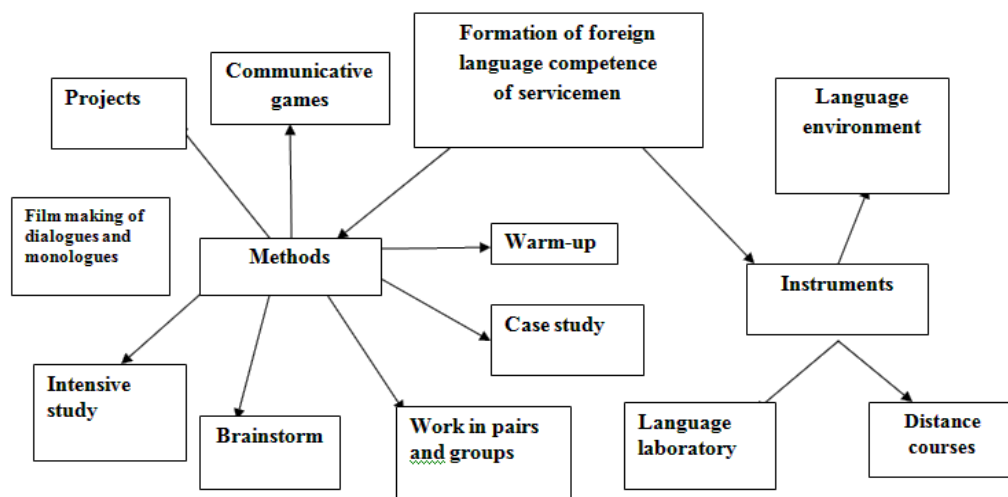 Formation of foreign
language competence
of servicemen
Communicative
games
Projects
Language
environment
Film making of
dialogues and
monologues
Methods
Warm-up
Instruments
Case study
Intensive
study
Brainstorm
Work in pairs
and groups
Language
laboratory
Distance
courses